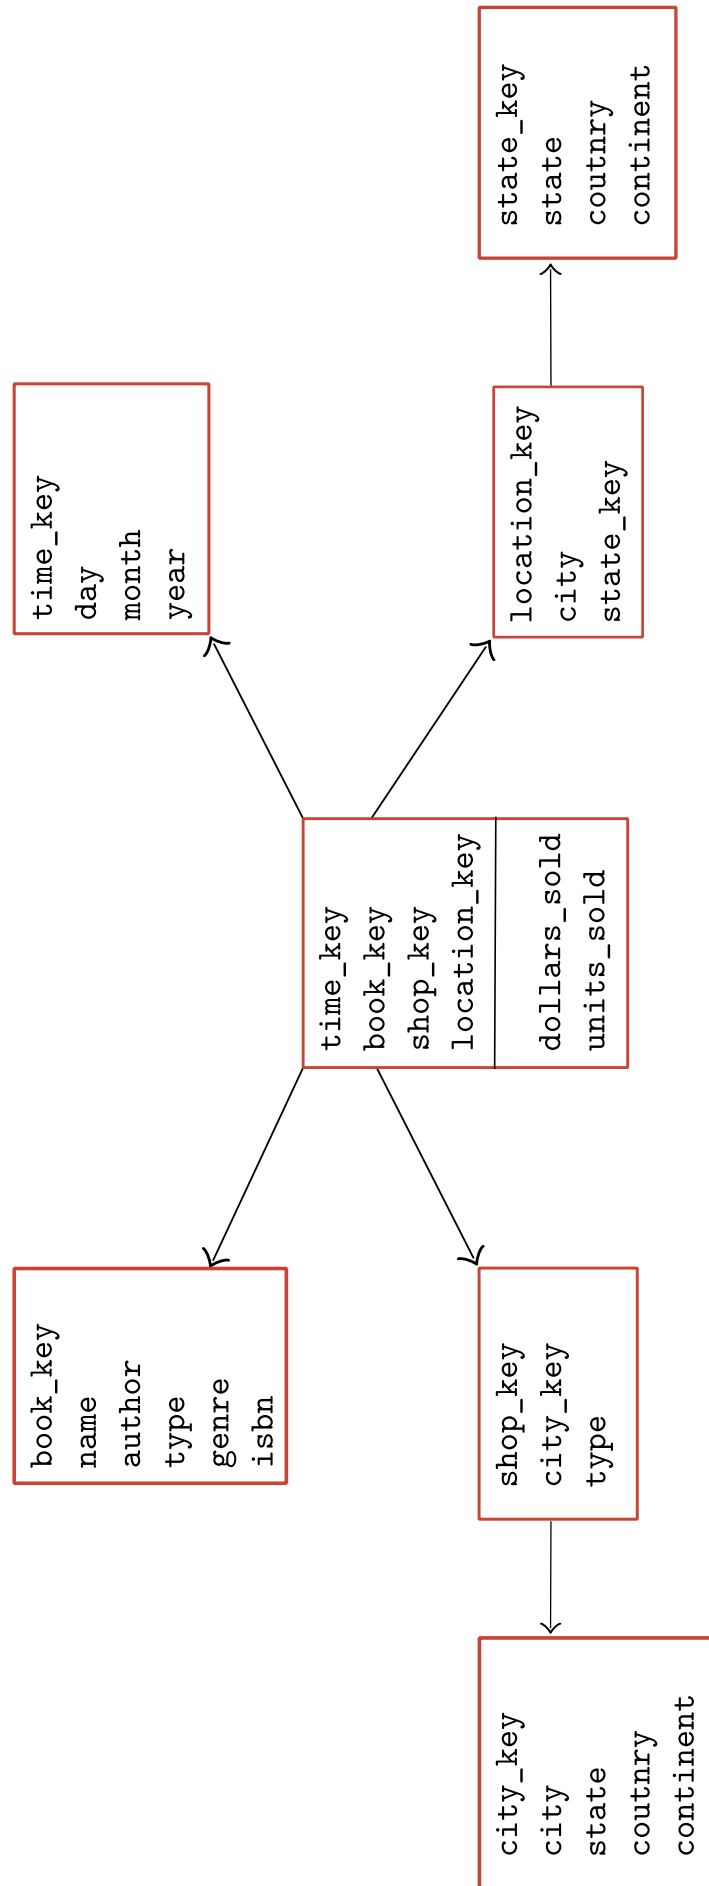 book_key
name
author
type
genre
isbn
time_key
day
month
year
time_key
book_key
shop_key
location_key
dollars_sold
units_sold
city_key
city
state
coutnry
continent
shop_key
city_key
type
location_key
city
state_key
state_key
state
coutnry
continent